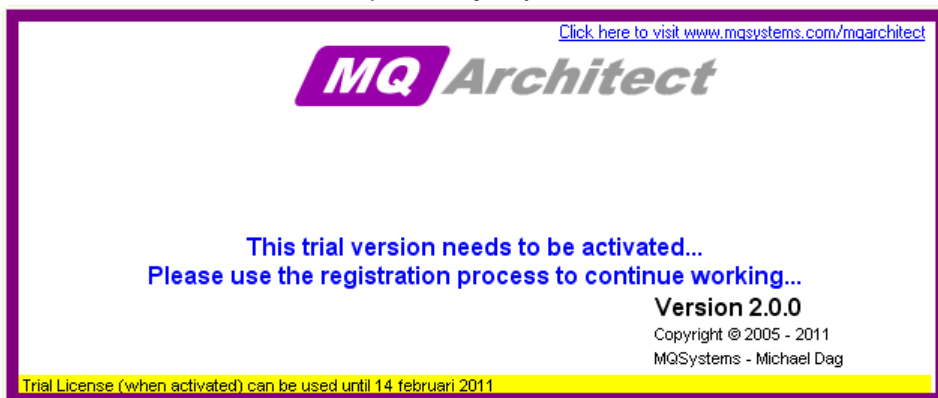 Click here to visit www.mqsystems.com/mqarchitect
MQ Architect
This trial version needs to be activated...
Please use the registration process to continue working...
Version 2.0.0
Copyright © 2005 - 2011
MQSystems - Michael Dag
Trial License (when activated) can be used until 14 februari 2011